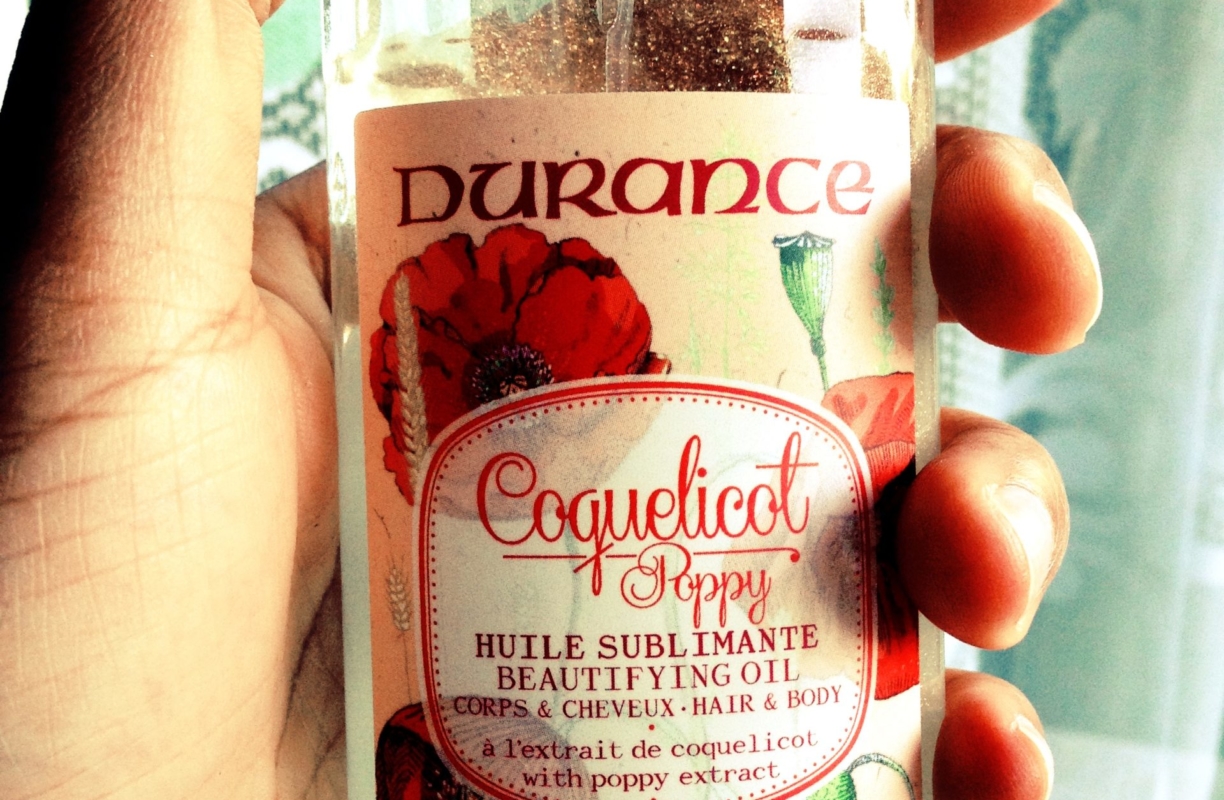 DURANCE
Coquelicot
Poppy
HUILE SUBLIMANTE
BEAUTIFYING OIL
CORPS & CHEVEUX · HAIR & BODY
à l'extrait de coquelicot
with poppy extract